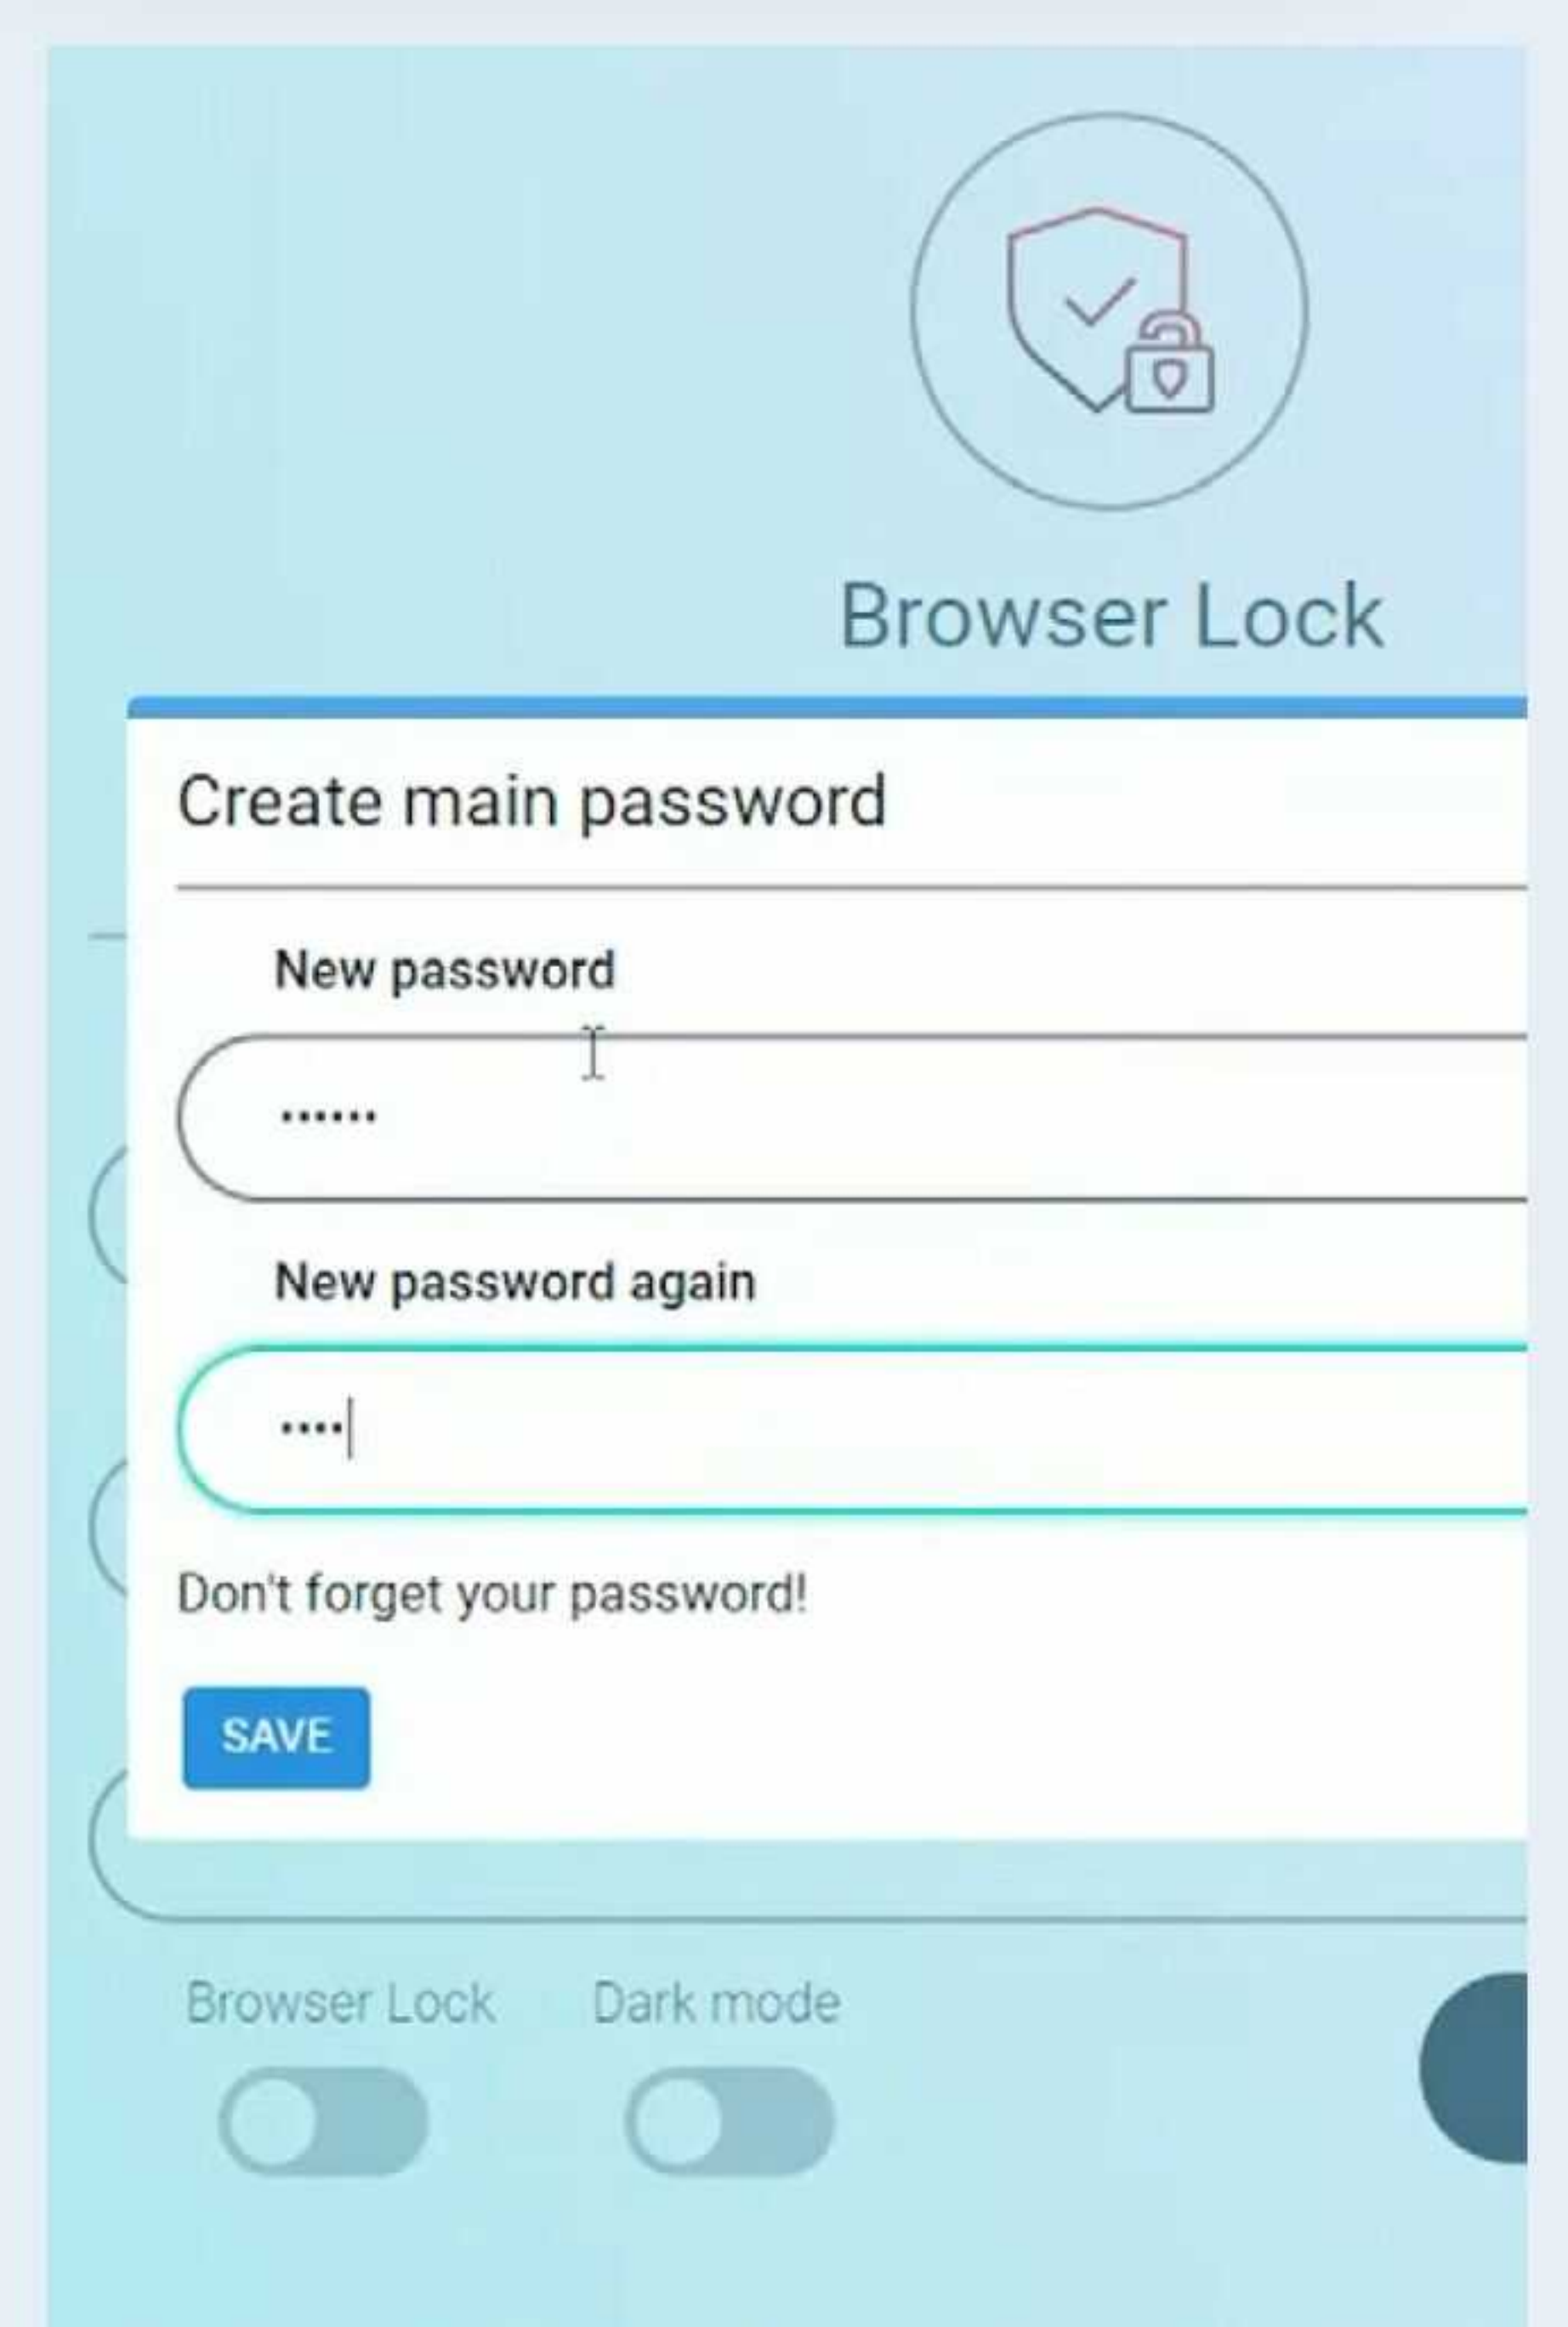 Browser Lock
Create main password
New password
••••••
New password again
••••
Don't forget your password!
SAVE
Browser Lock Dark mode